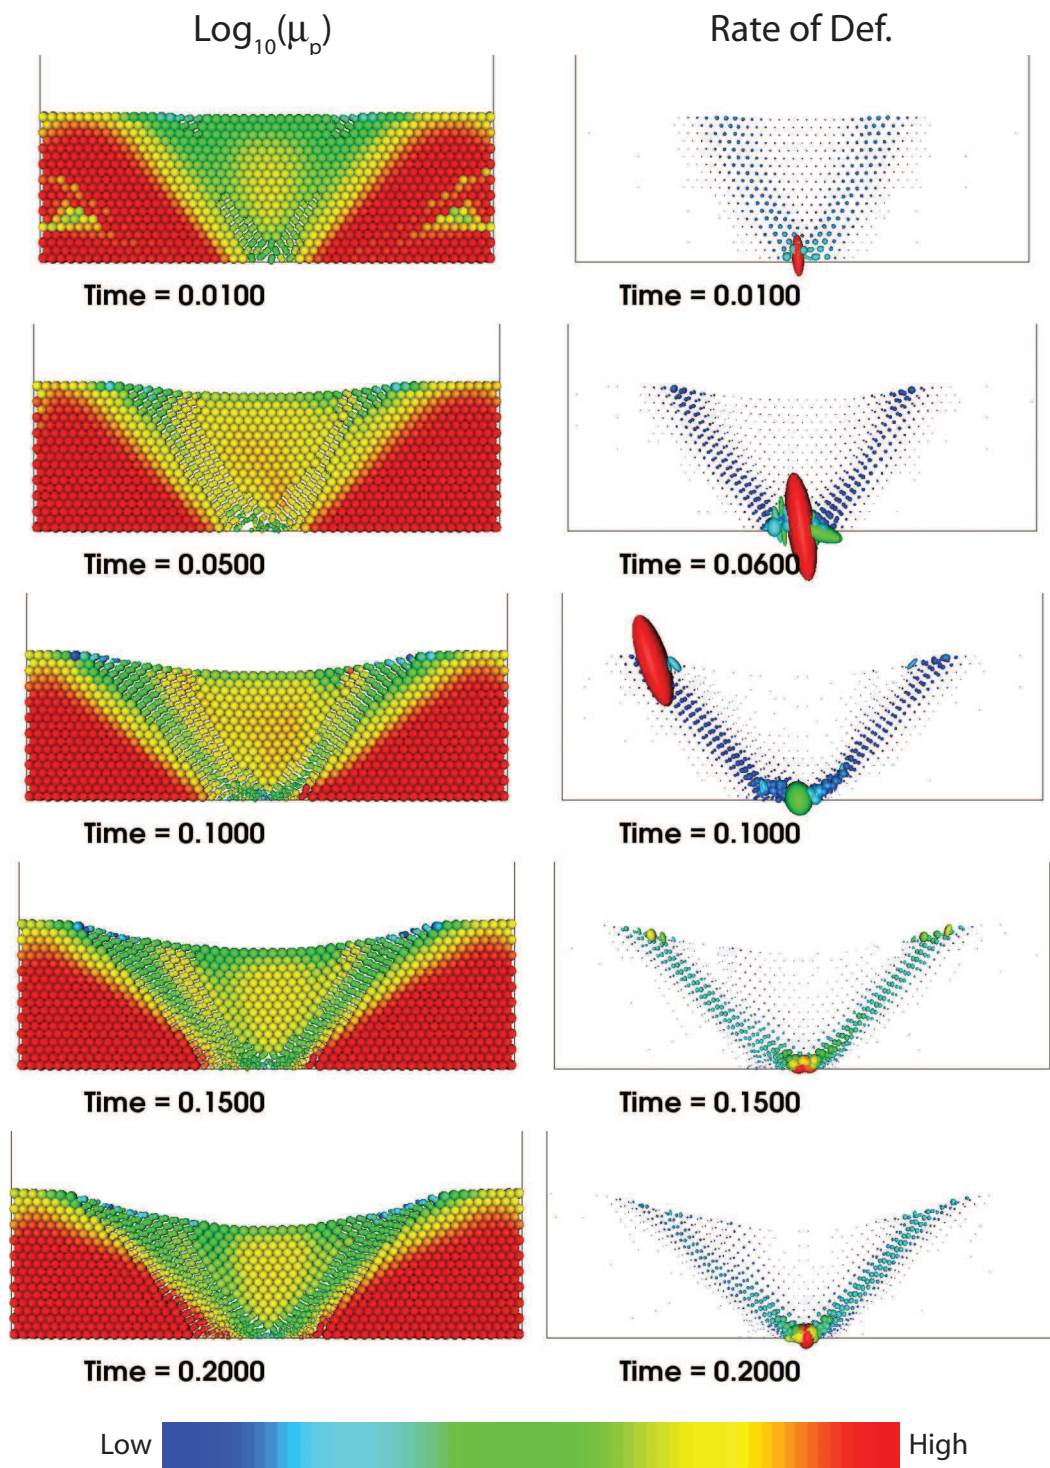 Log10(μp)
Rate of Def.
Time = 0.0100
Time = 0.0100
Time = 0.0500
Time = 0.0600
Time = 0.1000
Time = 0.1000
Time = 0.1500
Time = 0.1500
Time = 0.2000
Time = 0.2000
Low
High